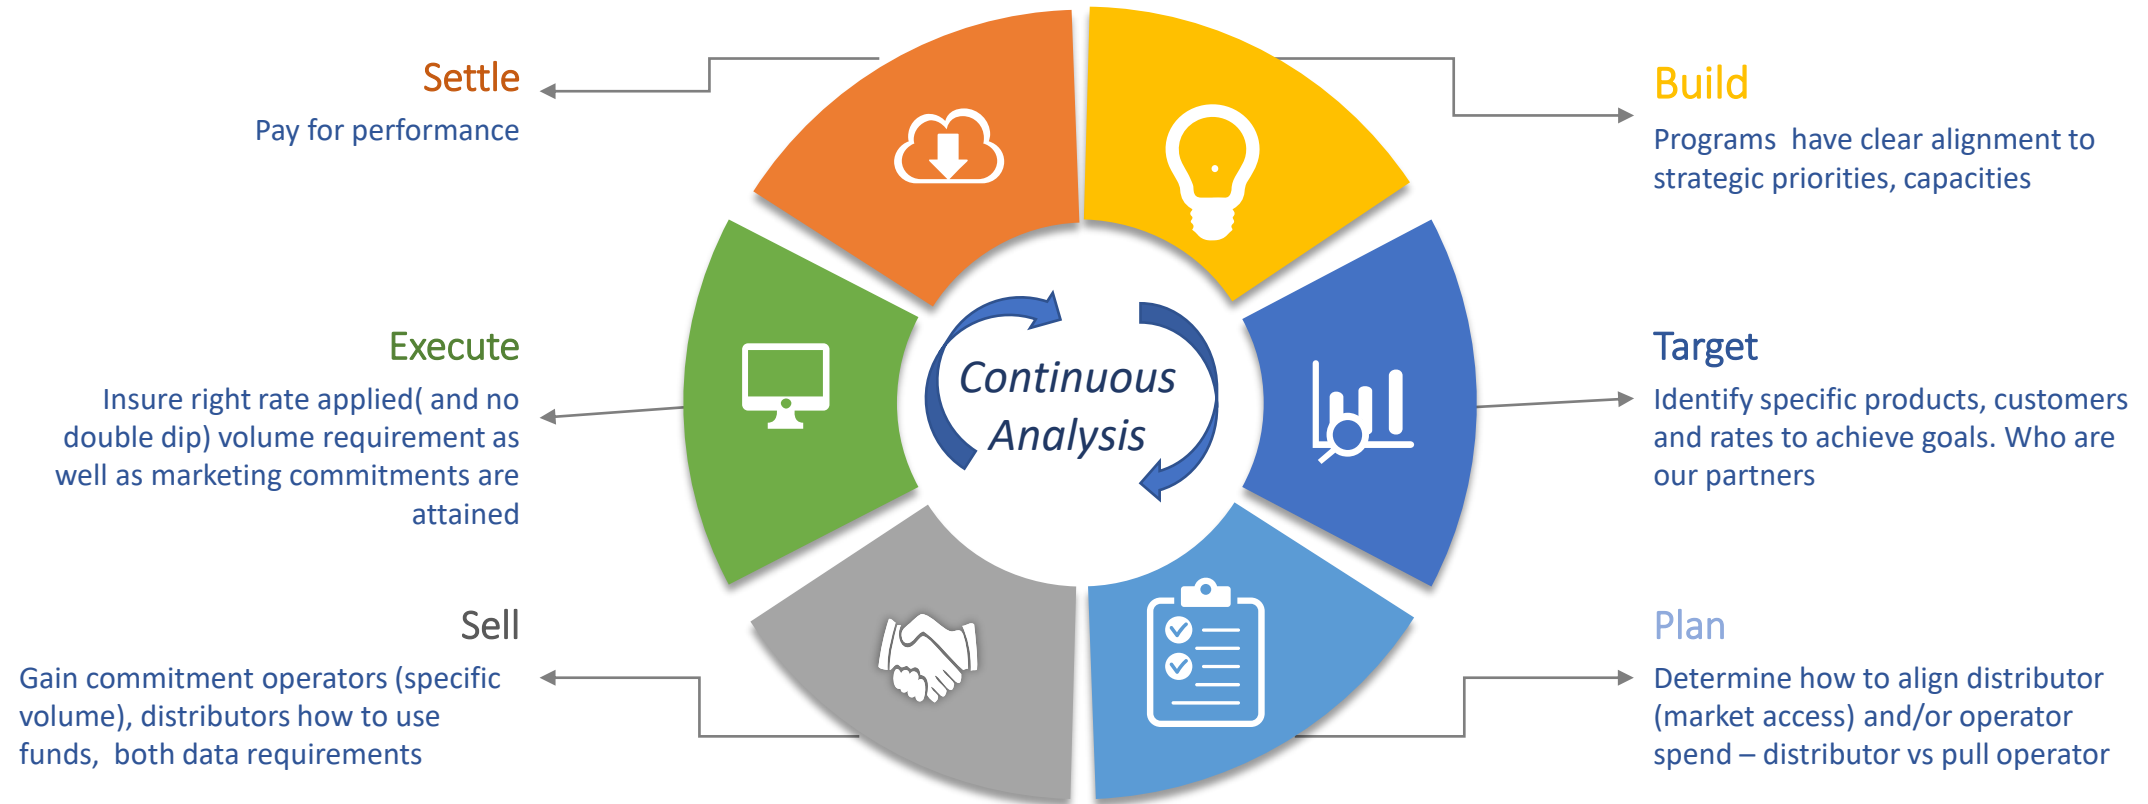 Settle
Pay for performance
Build
Programs  have clear alignment to
strategic priorities, capacities
Execute
Insure right rate applied( and no
double dip) volume requirement as
well as marketing commitments are
attained
Continuous
Analysis
Target
Identify specific products, customers
and rates to achieve goals. Who are
our partners
Sell
Gain commitment operators (specific
volume), distributors how to use
funds,  both data requirements
Plan
Determine how to align distributor
(market access) and/or operator
spend – distributor vs pull operator